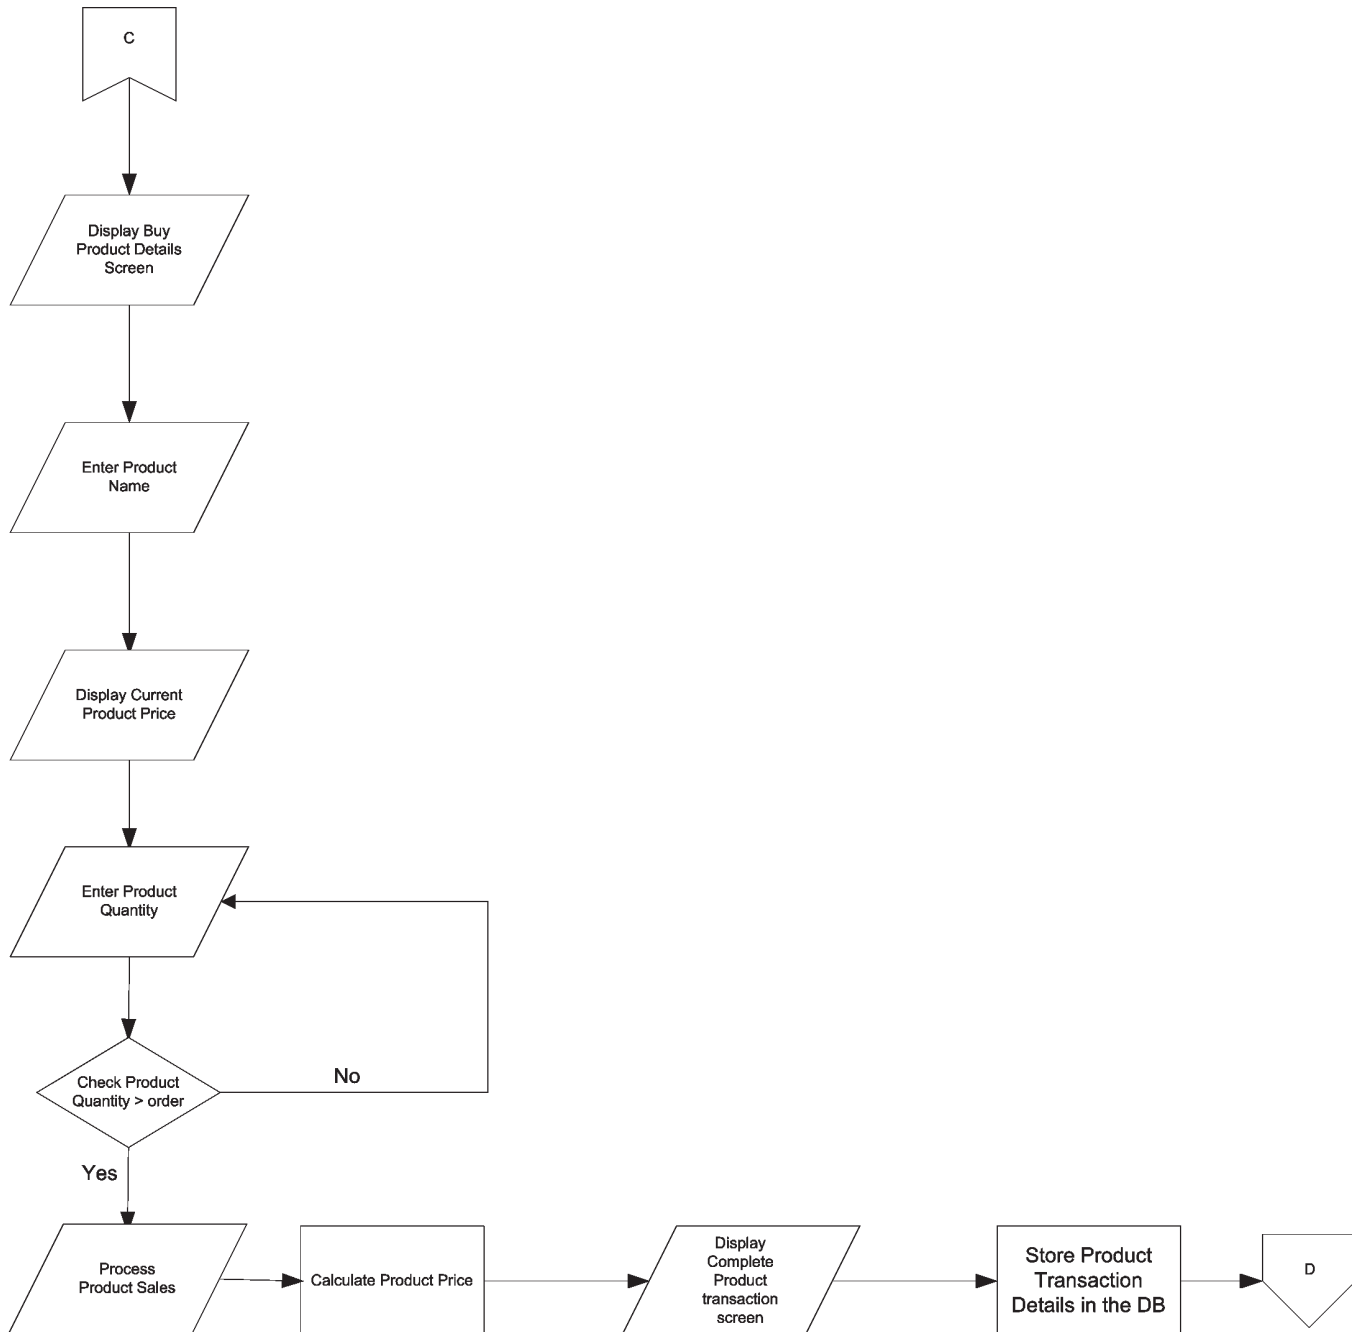 C
Display Buy
Product Details
Screen
Enter Product
Name
Display Current
Product Price
Enter Product
Quantity
Check Product
Quantity > order
No
Yes
Process
Product Sales
Calculate Product Price
Display
Complete
Product
transaction
screen
Store Product
Transaction
Details in the DB
D